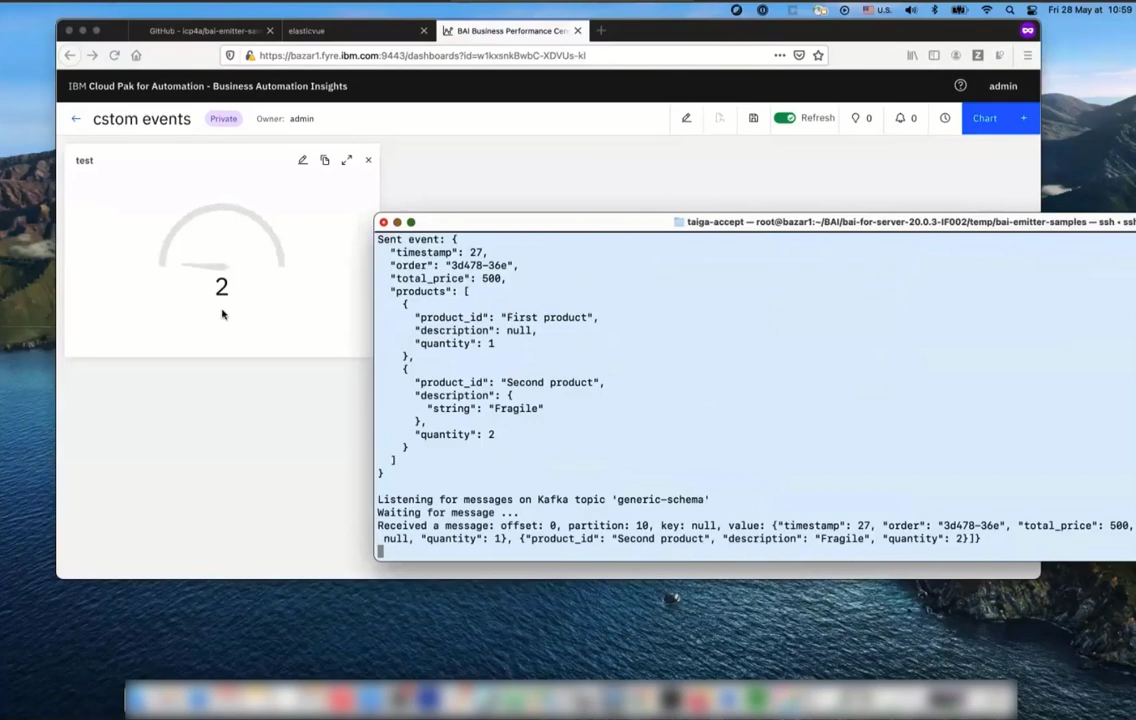 U.S.
Fri 28 May at 10:59
GitHub - icp4a/bai-emitter-sa
elasticvue
BAI Business Performance Cen
https://bazar1.fyre.ibm.com:9443/dashboards?id=w1kxsnkBwbC-XDVUs-kl
IBM Cloud Pak for Automation - Business Automation Insights
admin
cstom events
Private
Owner: admin
Refresh
0
0
Chart +
test
2
taiga-accept — root@bazar1:~/BAI/bai-for-server-20.0.3-IF002/temp/bai-emitter-samples — ssh • ssh
Sent event: {
"timestamp": 27,
"order": "3d478-36e",
"total_price": 500,
"products": [
{
"product_id": "First product",
"description": null,
"quantity": 1
},
{
"product_id": "Second product",
"description": {
"string": "Fragile"
},
"quantity": 2
}
]
}
Listening for messages on Kafka topic 'generic-schema'
Waiting for message ...
Received a message: offset: 0, partition: 10, key: null, value: {"timestamp": 27, "order": "3d478-36e", "total_price": 500,
null, "quantity": 1}, {"product_id": "Second product", "description": "Fragile", "quantity": 2}]}